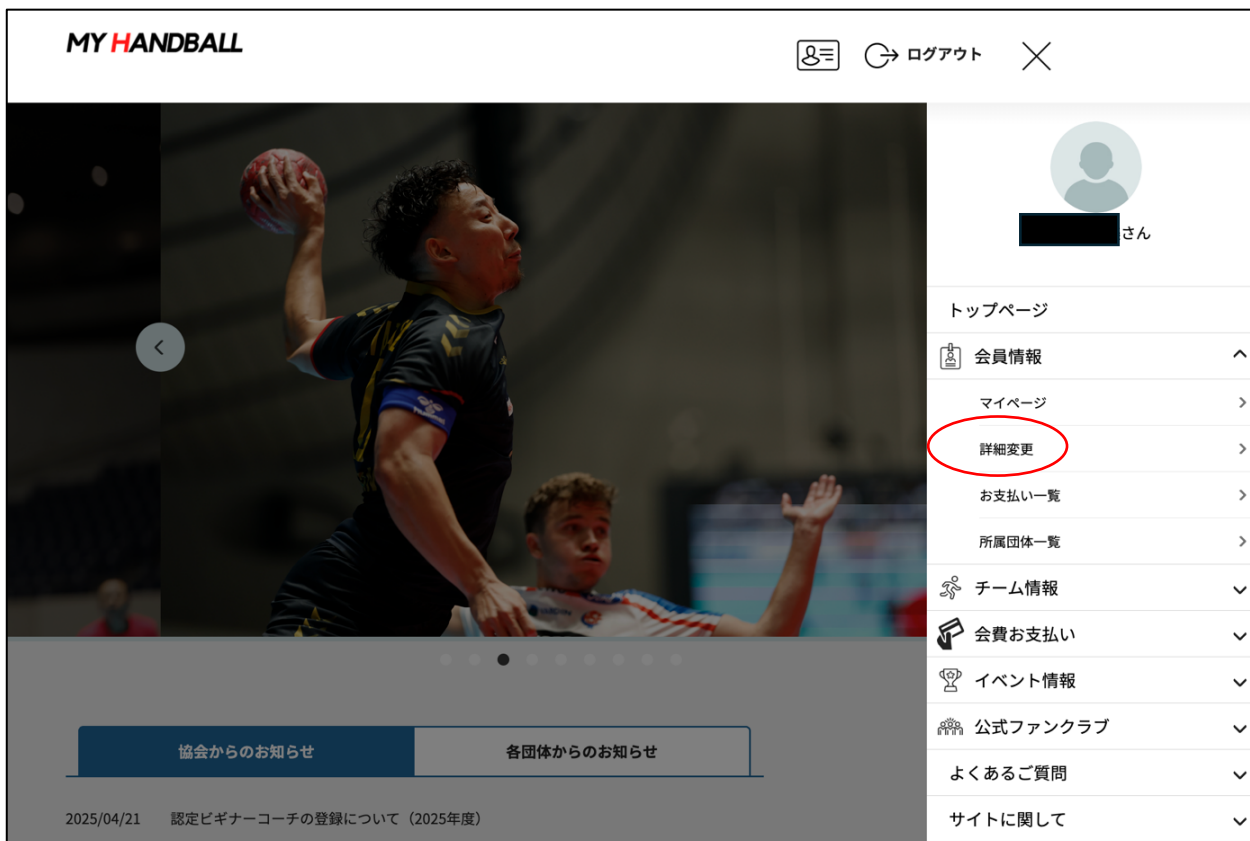 MY HANDBALL
ログアウト
さん
トップページ
会員情報
マイページ
詳細変更
お支払い一覧
所属団体一覧
チーム情報
会費お支払い
イベント情報
公式ファンクラブ
よくあるご質問
サイトに関して
協会からのお知らせ
各団体からのお知らせ
2025/04/21 認定ビギナーコーチの登録について（2025年度）